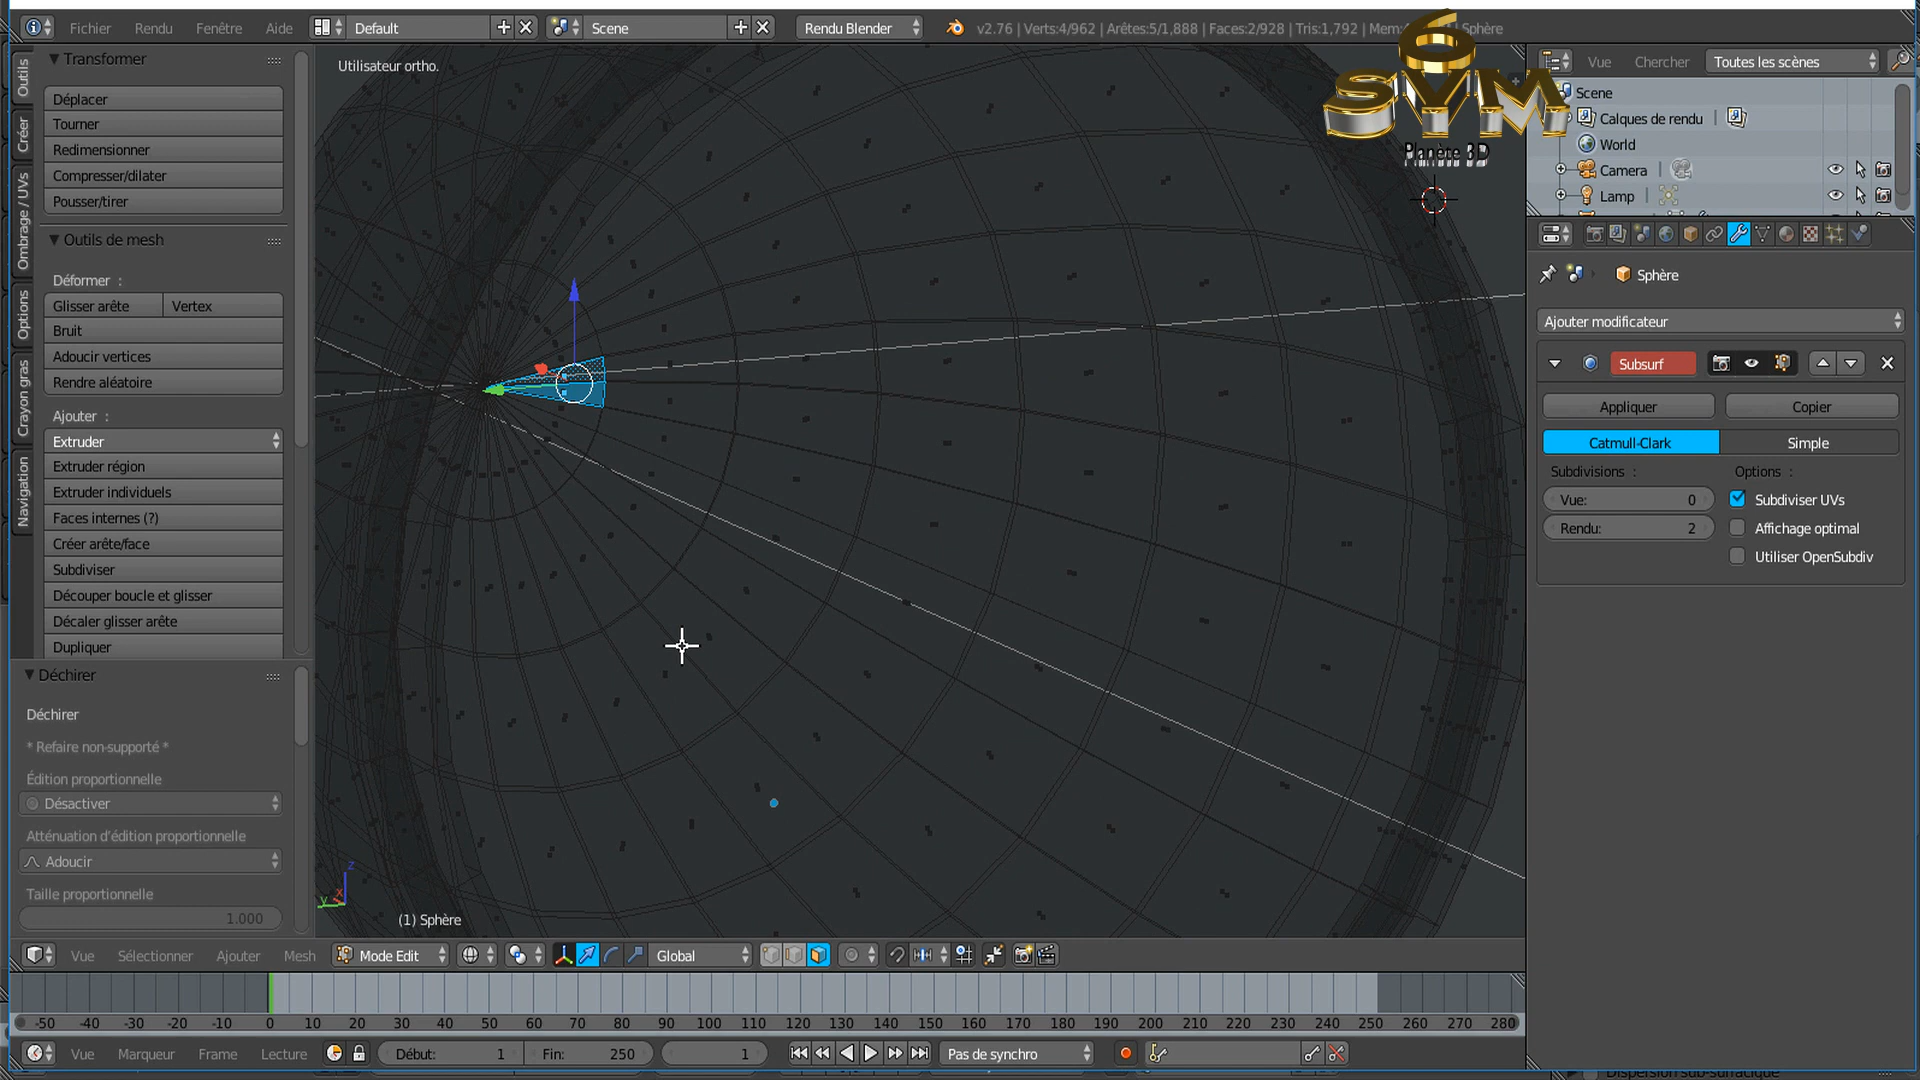 Fichier Rendu Fenêtre Aide Default Scene Rendu Blender v2.76 | Verts:4/962 | Arêtes:5/1,888 | Faces:2/928 | Tris:1,792 | Mem: Sphère
6
SVM
Planète 3D
Outils
Créer
Ombrage / UVs
Options
Crayon gras
Navigation
Transformer
Déplacer
Tourner
Redimensionner
Compresser/dilater
Pousser/tirer
Outils de mesh
Déformer :
Glisser arête Vertex
Bruit
Adoucir vertices
Rendre aléatoire
Ajouter :
Extruder
Extruder région
Extruder individuels
Faces internes (?)
Créer arête/face
Subdiviser
Découper boucle et glisser
Décaler glisser arête
Dupliquer
Déchirer
Déchirer
* Refaire non-supporté *
Édition proportionnelle
Désactiver
Atténuation d'édition proportionnelle
Adoucir
Taille proportionnelle
1.000
Utilisateur ortho.
z
x
y
(1) Sphère
Vue Chercher Toutes les scènes
Scene
Calques de rendu |
World
Camera |
Lamp |
Sphère
Ajouter modificateur
Subsurf
Appliquer Copier
Catmull-Clark Simple
Subdivisions : Options :
Vue: 0 Subdiviser UVs
Rendu: 2 Affichage optimal
Utiliser OpenSubdiv
Vue Sélectionner Ajouter Mesh Mode Edit Global
-50 -40 -30 -20 -10 0 10 20 30 40 50 60 70 80 90 100 110 120 130 140 150 160 170 180 190 200 210 220 230 240 250 260 270 280
Vue Marqueur Frame Lecture Début: 1 Fin: 250 1 Pas de synchro
Dispersion sub-surfacique